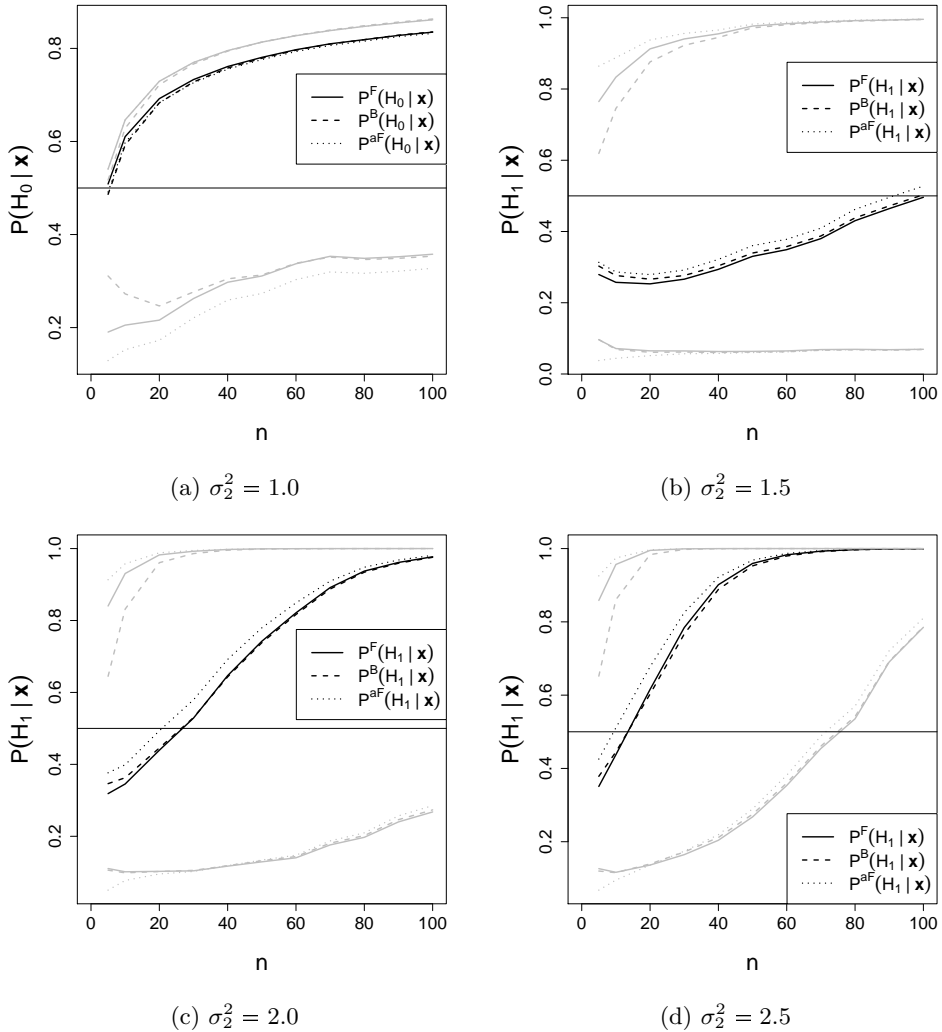 P(H₀ | x)
0.2 0.4 0.6 0.8
Pᶠ(H₀ | x)
Pᴮ(H₀ | x)
Pᵃᶠ(H₀ | x)
0 20 40 60 80 100
n
(a) σ₂² = 1.0
P(H₁ | x)
0.0 0.2 0.4 0.6 0.8 1.0
Pᶠ(H₁ | x)
Pᴮ(H₁ | x)
Pᵃᶠ(H₁ | x)
0 20 40 60 80 100
n
(b) σ₂² = 1.5
P(H₁ | x)
0.2 0.4 0.6 0.8 1.0
Pᶠ(H₁ | x)
Pᴮ(H₁ | x)
Pᵃᶠ(H₁ | x)
0 20 40 60 80 100
n
(c) σ₂² = 2.0
P(H₁ | x)
0.2 0.4 0.6 0.8 1.0
Pᶠ(H₁ | x)
Pᴮ(H₁ | x)
Pᵃᶠ(H₁ | x)
0 20 40 60 80 100
n
(d) σ₂² = 2.5